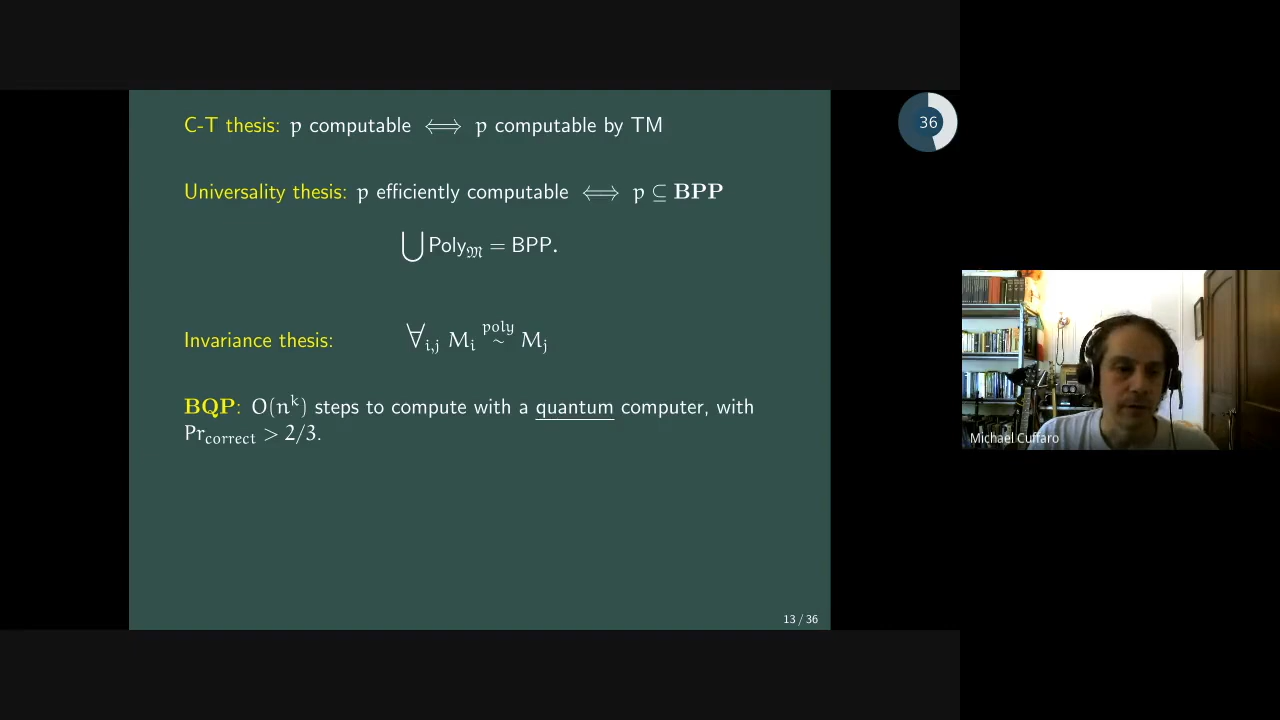 C-T thesis: p computable ⟺ p computable by TM
36
Universality thesis: p efficiently computable ⟺ p ⊆ BPP
⋃ Poly𝔐 = BPP.
Invariance thesis: ∀i,j Mi poly∼ Mj
BQP: O(n^k) steps to compute with a quantum computer, with
Prcorrect > 2/3.
Michael Cuffaro
13 / 36